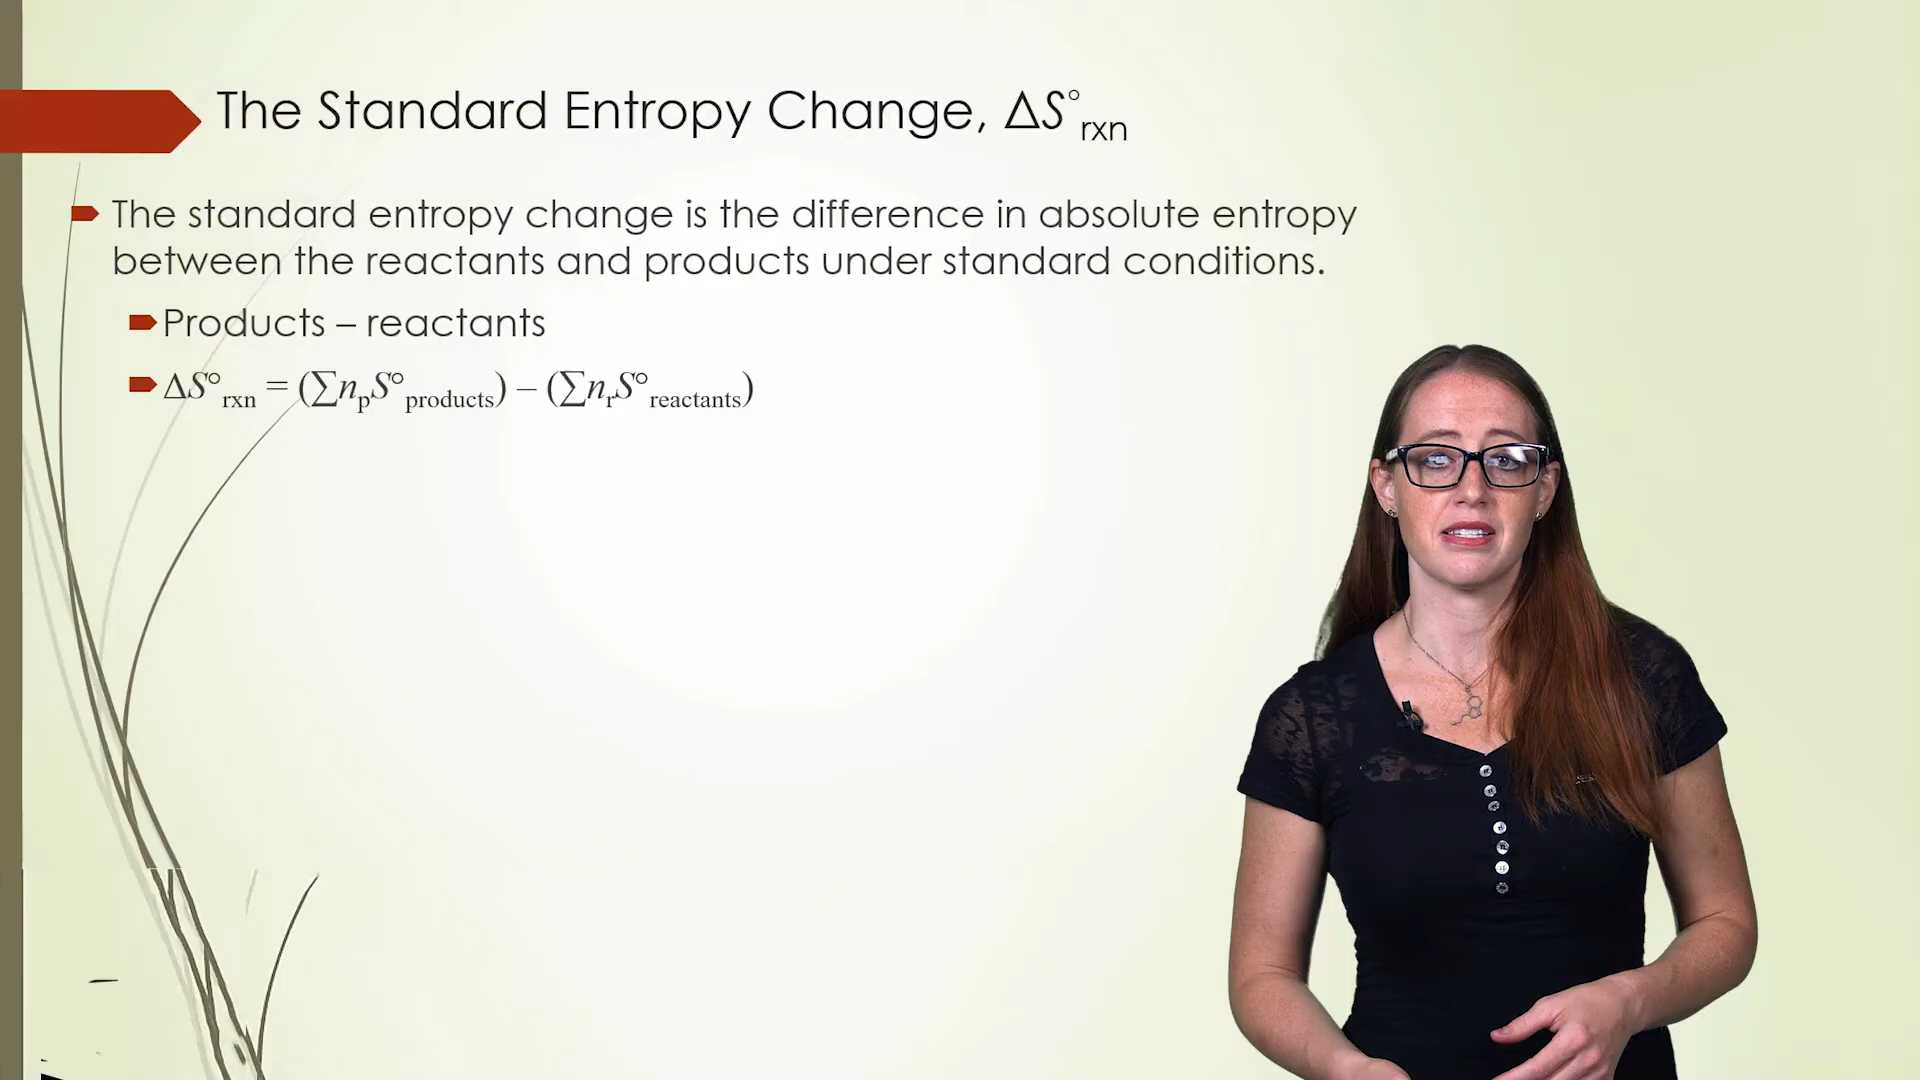 The Standard Entropy Change, ΔS°rxn
The standard entropy change is the difference in absolute entropy
between the reactants and products under standard conditions.
Products – reactants
ΔS°rxn = (∑npS°products) – (∑nrS°reactants)